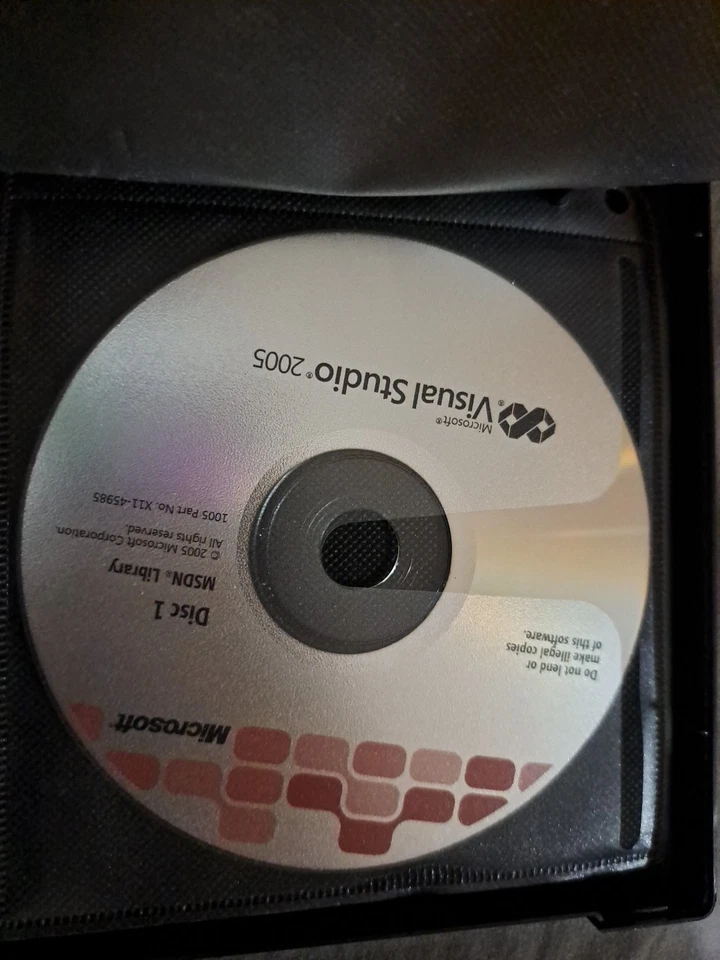 Microsoft®
Visual Studio® 2005
Do not lend or
make illegal copies
of this software.
Disc 1
MSDN® Library
© 2005 Microsoft Corporation.
All rights reserved.
1005 Part No. X11-45985
Microsoft®